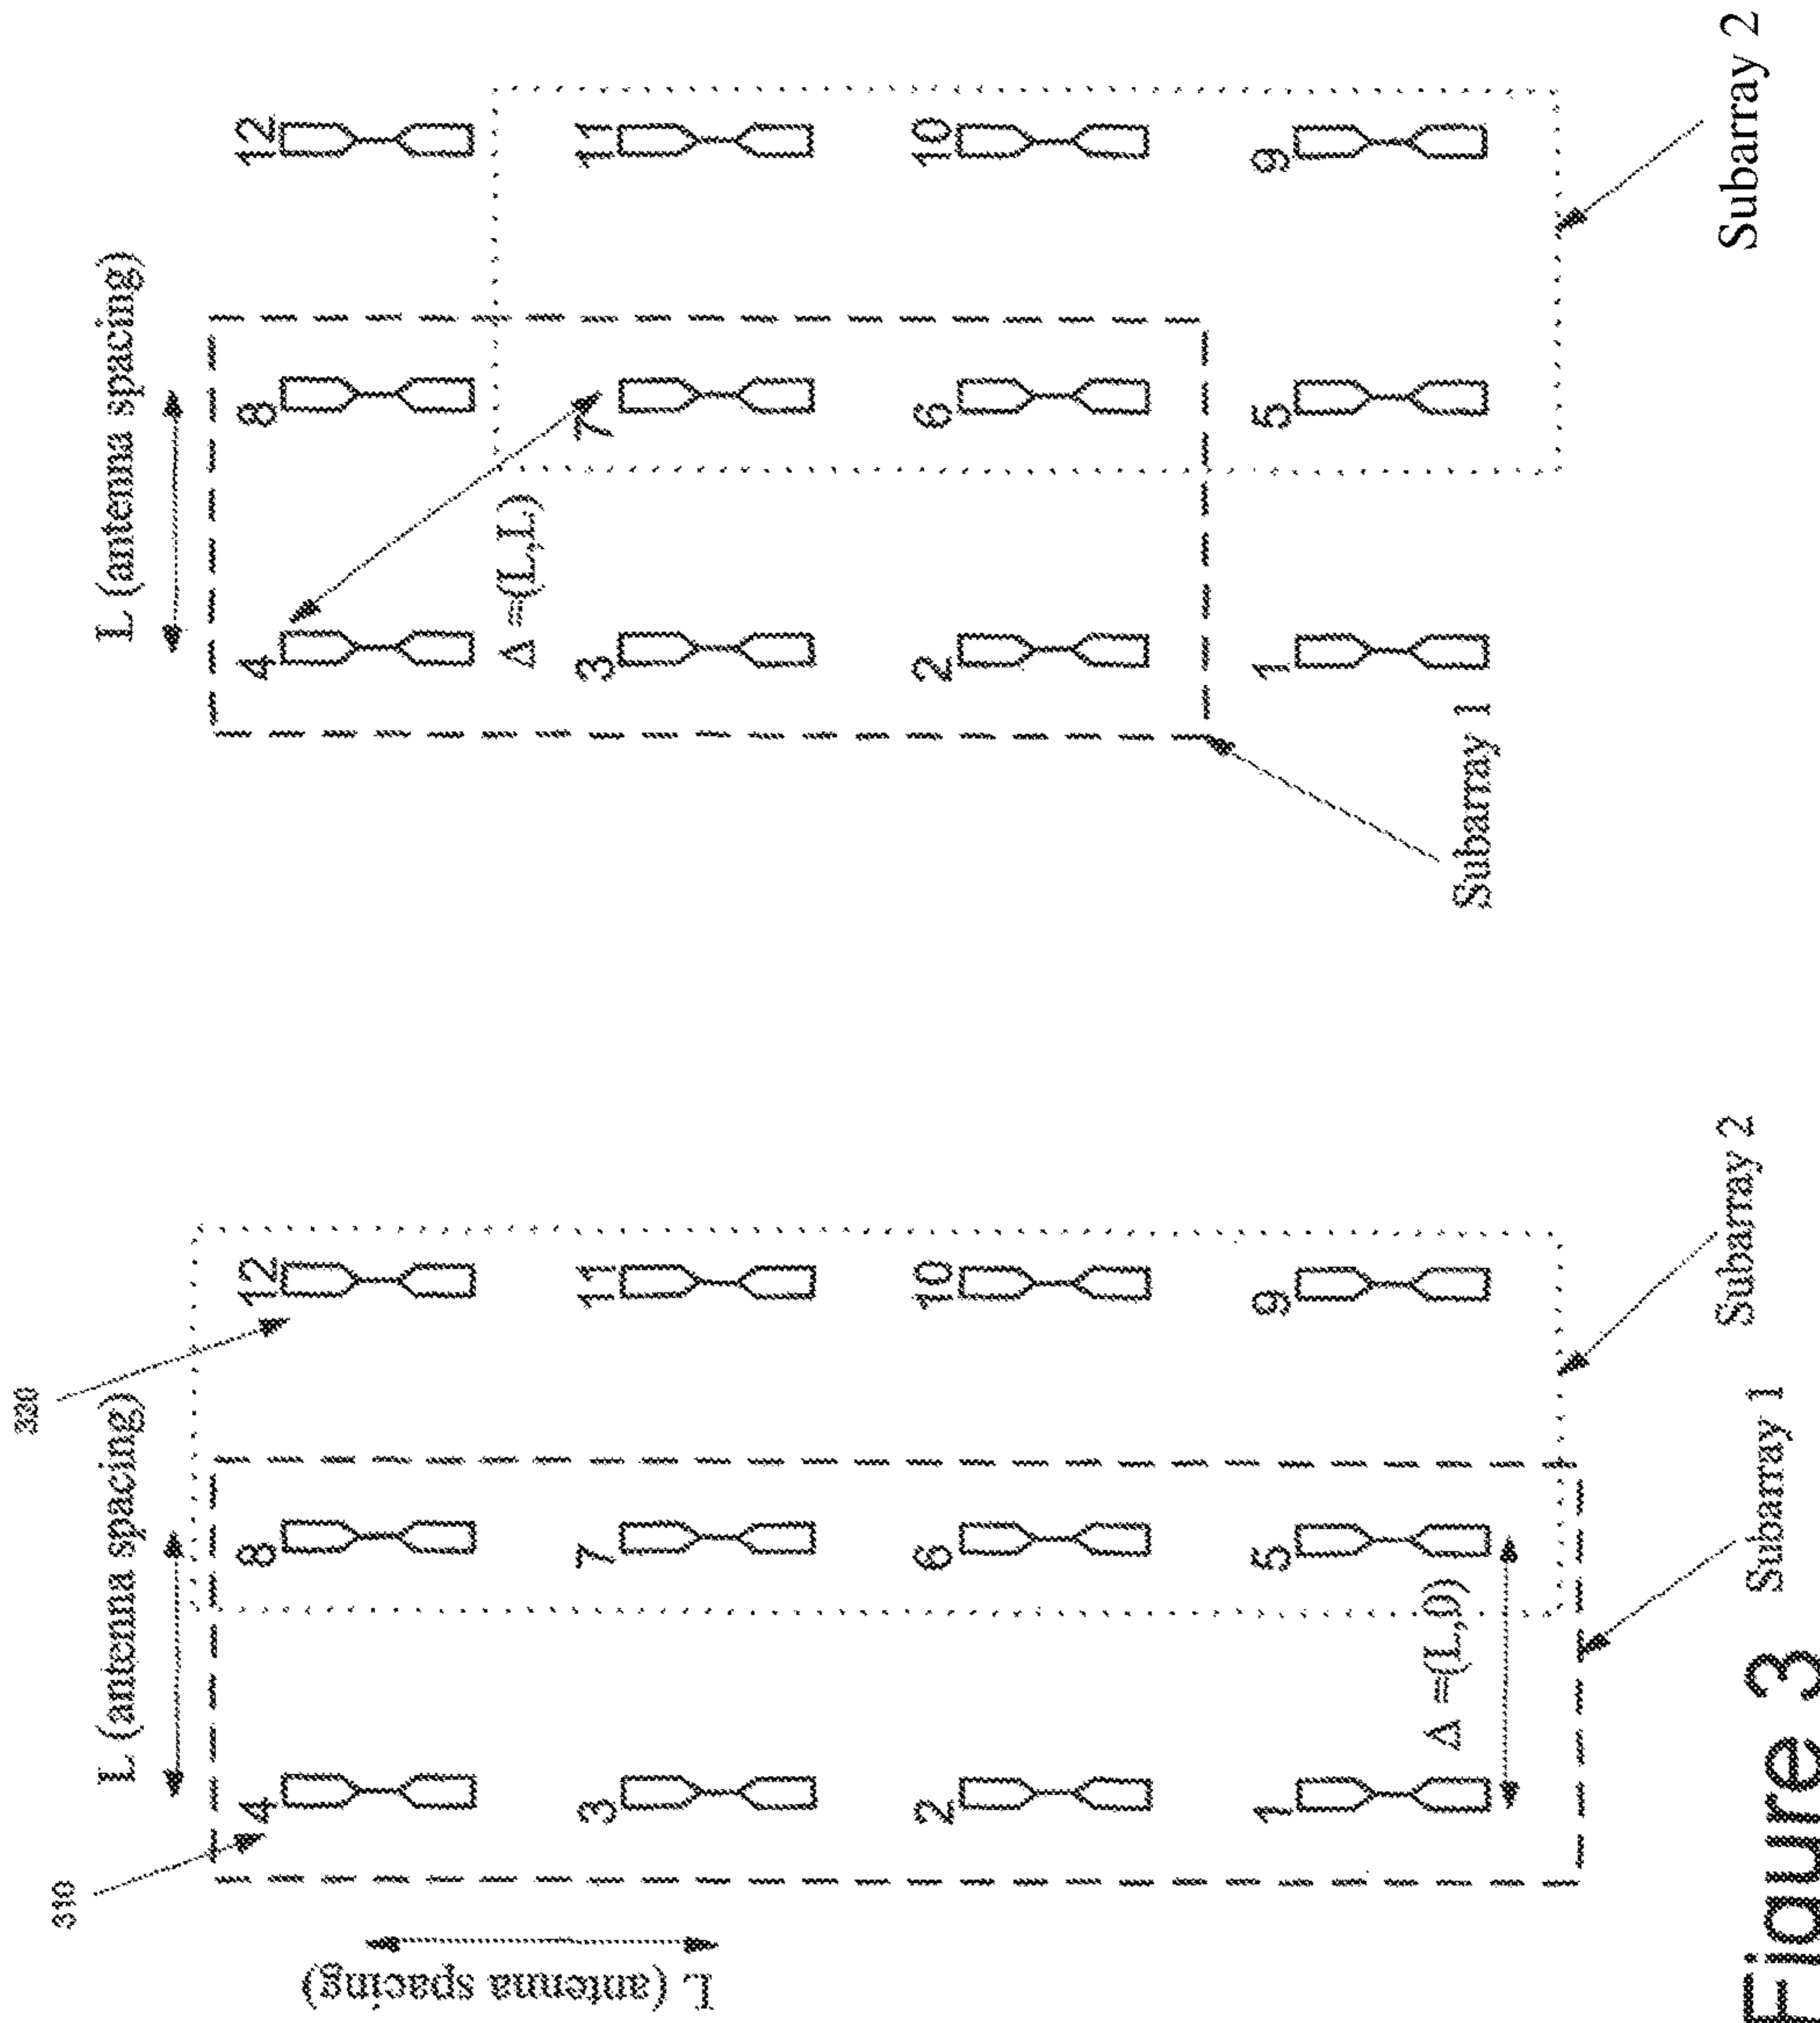 310
L (antenna spacing)
L (antenna spacing)
4
8
12
3
7
11
2
6
10
1
5
9
Δ =(L,0)
Subarray 1
Subarray 2
L (antenna spacing)
4
8
12
Δ =(L,L)
3
7
11
2
6
10
1
5
9
Subarray 1
Subarray 2
Figure 3